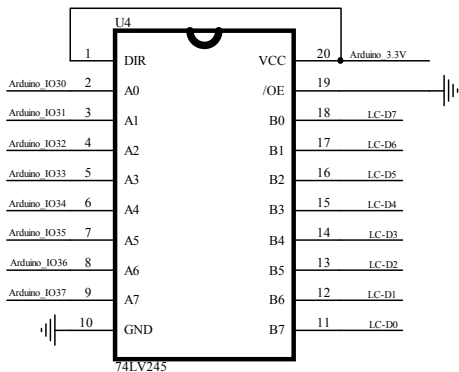 U4
1 DIR VCC 20 Arduino_3.3V
Arduino_IO30 2 A0 /OE 19
Arduino_IO31 3 A1 B0 18 LC-D7
Arduino_IO32 4 A2 B1 17 LC-D6
Arduino_IO33 5 A3 B2 16 LC-D5
Arduino_IO34 6 A4 B3 15 LC-D4
Arduino_IO35 7 A5 B4 14 LC-D3
Arduino_IO36 8 A6 B5 13 LC-D2
Arduino_IO37 9 A7 B6 12 LC-D1
10 GND B7 11 LC-D0
74LV245